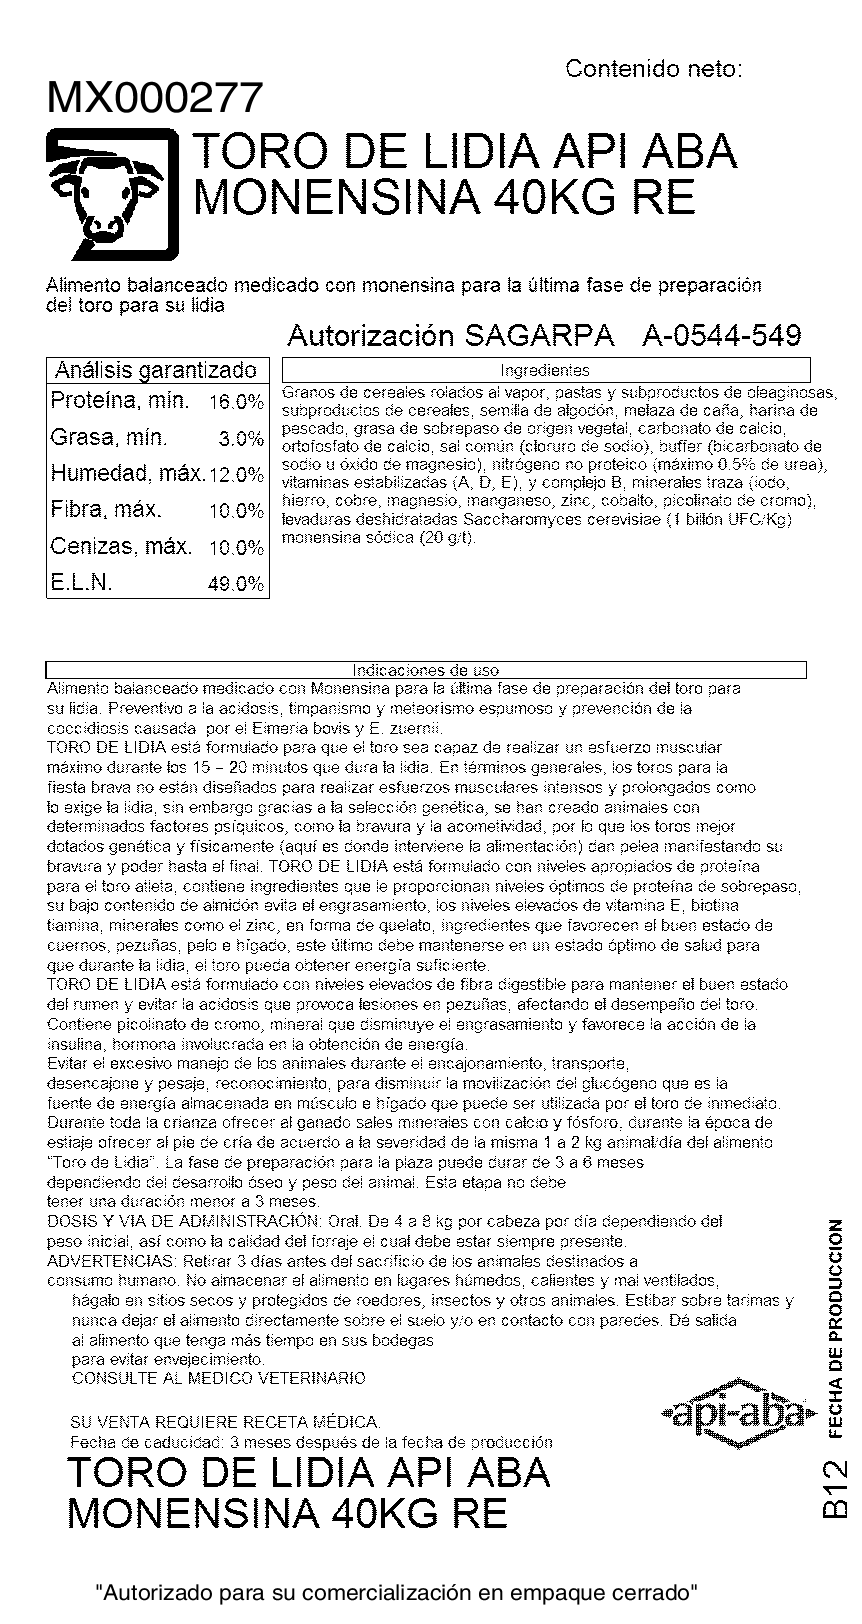 Contenido neto:
MX000277
TORO DE LIDIA API ABA
MONENSINA 40KG RE
Alimento balanceado medicado con monensina para la última fase de preparación
del toro para su lidia
Autorización SAGARPA A-0544-549
Análisis garantizado
Proteína, mín. 16.0%
Grasa, mín. 3.0%
Humedad, máx. 12.0%
Fibra, máx. 10.0%
Cenizas, máx. 10.0%
E.L.N. 49.0%
Ingredientes
Granos de cereales rolados al vapor, pastas y subproductos de oleaginosas,
subproductos de cereales, semilla de algodón, melaza de caña, harina de
pescado, grasa de sobrepaso de origen vegetal, carbonato de calcio,
ortofosfato de calcio, sal común (cloruro de sodio), buffer (bicarbonato de
sodio u óxido de magnesio), nitrógeno no proteico (máximo 0.5% de urea),
vitaminas estabilizadas (A, D, E), y complejo B, minerales traza (iodo,
hierro, cobre, magnesio, manganeso, zinc, cobalto, picolinato de cromo),
levaduras deshidratadas Saccharomyces cerevisiae (1 billón UFC/Kg)
monensina sódica (20 g/t).
Indicaciones de uso
Alimento balanceado medicado con Monensina para la última fase de preparación del toro para
su lidia. Preventivo a la acidosis, timpanismo y meteorismo espumoso y prevención de la
coccidiosis causada por el Eimeria bovis y E. zuernii.
TORO DE LIDIA está formulado para que el toro sea capaz de realizar un esfuerzo muscular
máximo durante los 15 – 20 minutos que dura la lidia. En términos generales, los toros para la
fiesta brava no están diseñados para realizar esfuerzos musculares intensos y prolongados como
lo exige la lidia, sin embargo gracias a la selección genética, se han creado animales con
determinados factores psíquicos, como la bravura y la acometividad, por lo que los toros mejor
dotados genética y físicamente (aquí es donde interviene la alimentación) dan pelea manifestando su
bravura y poder hasta el final. TORO DE LIDIA está formulado con niveles apropiados de proteína
para el toro atleta, contiene ingredientes que le proporcionan niveles óptimos de proteína de sobrepaso,
su bajo contenido de almidón evita el engrasamiento, los niveles elevados de vitamina E, biotina
tiamina, minerales como el zinc, en forma de quelato, ingredientes que favorecen el buen estado de
cuernos, pezuñas, pelo e hígado, este último debe mantenerse en un estado óptimo de salud para
que durante la lidia, el toro pueda obtener energía suficiente.
TORO DE LIDIA está formulado con niveles elevados de fibra digestible para mantener el buen estado
del rumen y evitar la acidosis que provoca lesiones en pezuñas, afectando el desempeño del toro.
Contiene picolinato de cromo, mineral que disminuye el engrasamiento y favorece la acción de la
insulina, hormona involucrada en la obtención de energía.
Evitar el excesivo manejo de los animales durante el encajonamiento, transporte,
desencajone y pesaje, reconocimiento, para disminuir la movilización del glucógeno que es la
fuente de energía almacenada en músculo e hígado que puede ser utilizada por el toro de inmediato.
Durante toda la crianza ofrecer al ganado sales minerales con calcio y fósforo, durante la época de
estiaje ofrecer al pie de cría de acuerdo a la severidad de la misma 1 a 2 kg animal/día del alimento
“Toro de Lidia”. La fase de preparación para la plaza puede durar de 3 a 6 meses
dependiendo del desarrollo óseo y peso del animal. Esta etapa no debe
tener una duración menor a 3 meses.
DOSIS Y VIA DE ADMINISTRACIÓN: Oral. De 4 a 8 kg por cabeza por día dependiendo del
peso inicial, así como la calidad del forraje el cual debe estar siempre presente.
ADVERTENCIAS: Retirar 3 días antes del sacrificio de los animales destinados a
consumo humano. No almacenar el alimento en lugares húmedos, calientes y mal ventilados,
hágalo en sitios secos y protegidos de roedores, insectos y otros animales. Estibar sobre tarimas y
nunca dejar el alimento directamente sobre el suelo y/o en contacto con paredes. Dé salida
al alimento que tenga más tiempo en sus bodegas
para evitar envejecimiento.
CONSULTE AL MEDICO VETERINARIO
SU VENTA REQUIERE RECETA MÉDICA.
Fecha de caducidad: 3 meses después de la fecha de producción
api-aba
TORO DE LIDIA API ABA
MONENSINA 40KG RE
B12 FECHA DE PRODUCCION
"Autorizado para su comercialización en empaque cerrado"